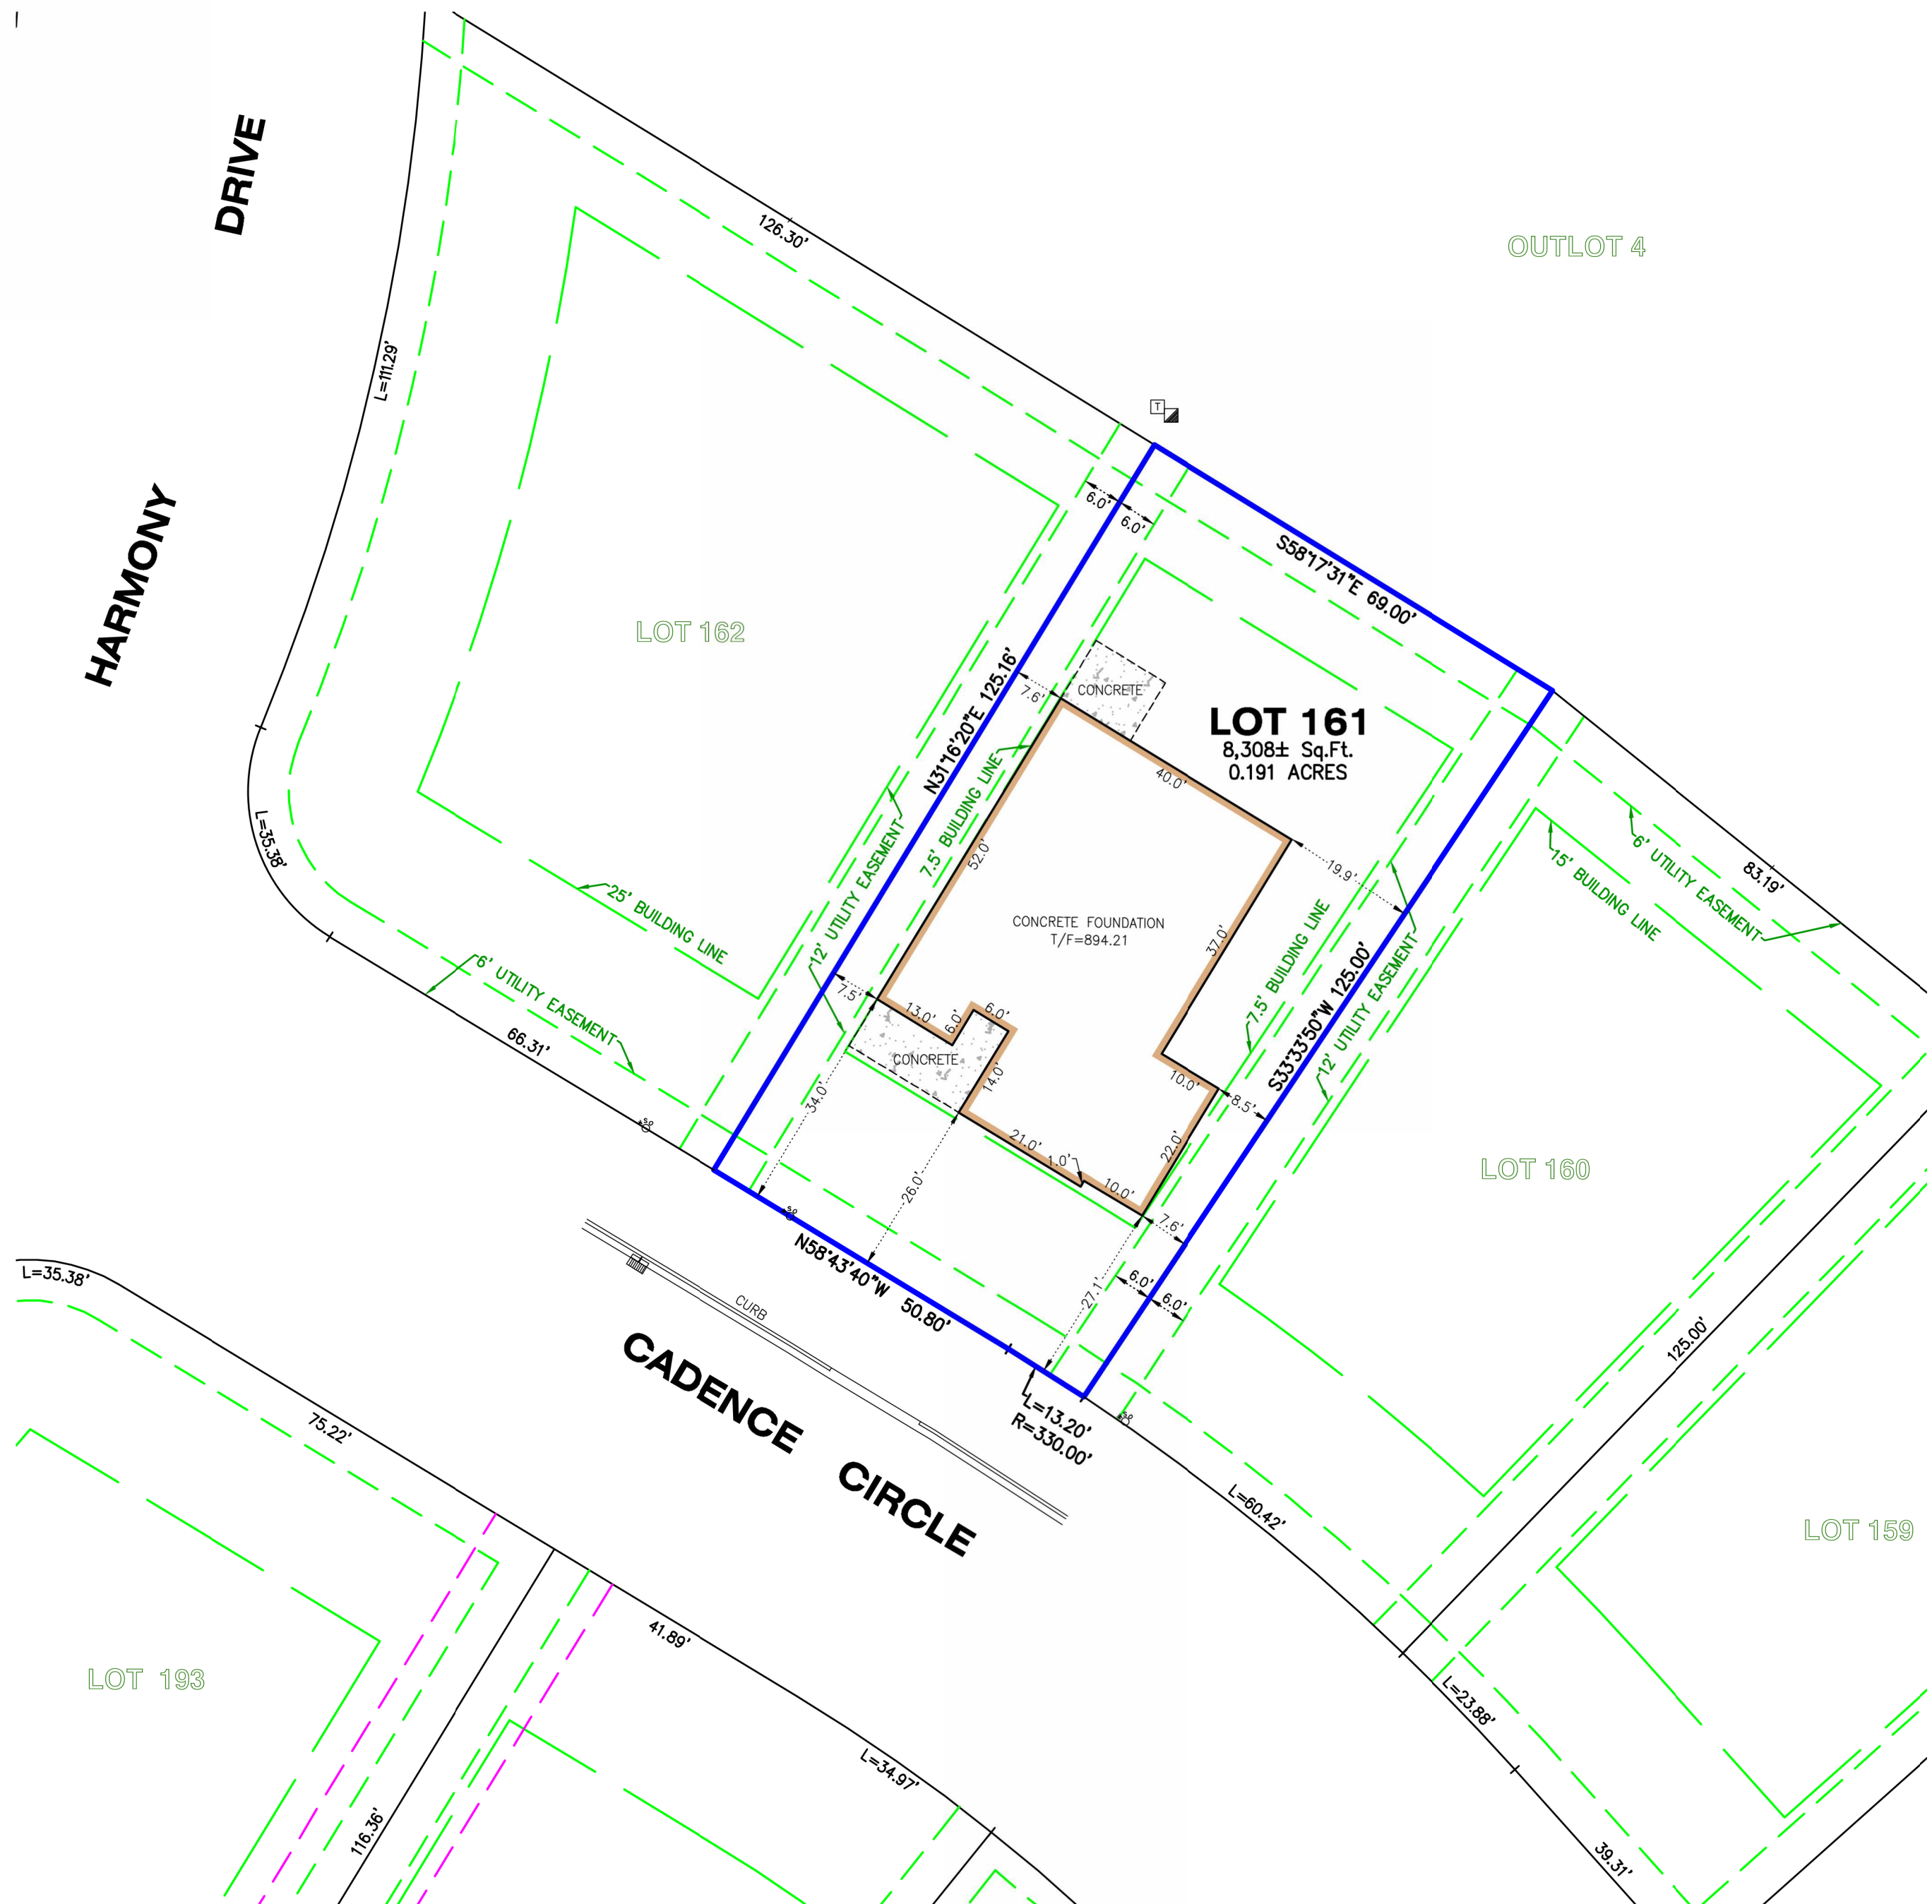 DRIVE
HARMONY
126.30'
OUTLOT 4
L=111.29'
T
6.0'
6.0'
S58°17'31"E 69.00'
LOT 162
N31°16'20"E 125.16'
7.6'
CONCRETE
LOT 161
8,308± Sq.Ft.
0.191 ACRES
40.0'
7.5' BUILDING LINE
52.0'
19.9'
L=35.38'
25' BUILDING LINE
12' UTILITY EASEMENT
CONCRETE FOUNDATION
T/F=894.21
37.0'
7.5' BUILDING LINE
S33°33'50"W 125.00'
12' UTILITY EASEMENT
15' BUILDING LINE
6' UTILITY EASEMENT
83.19'
6' UTILITY EASEMENT
66.31'
7.5'
13.0'
6.0'
6.0'
CONCRETE
14.0'
10.0'
8.5'
34.0'
21.0'
1.0'
10.0'
22.0'
26.0'
7.6'
27.1'
6.0'
6.0'
LOT 160
N58°43'40"W 50.80'
CURB
CADENCE
CIRCLE
L=13.20'
R=330.00'
L=35.38'
75.22'
125.00'
L=60.42'
LOT 159
41.89'
LOT 193
L=23.88'
L=34.97'
116.36'
39.31'